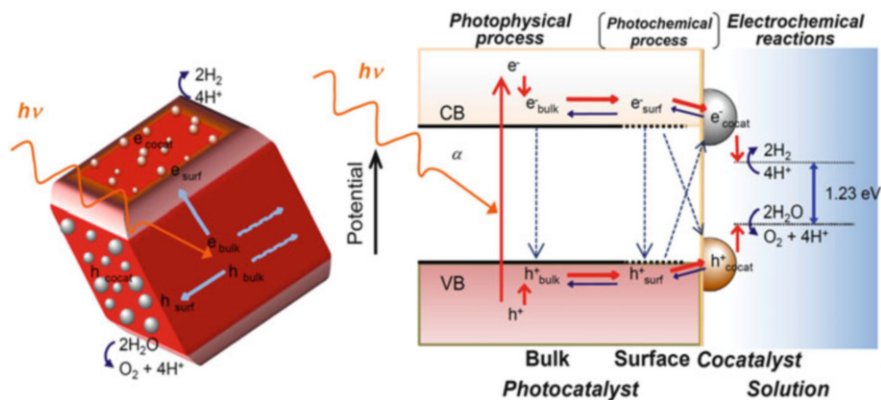 Photophysical
process
Photochemical
process
Electrochemical
reactions
2H₂
4H⁺
hν
e cocat
e surf
e bulk
h bulk
h cocat
h surf
2H₂O
O₂ + 4H⁺
hν
e⁻
e⁻bulk
e⁻surf
e⁻cocat
CB
α
Potential
2H₂
4H⁺
1.23 eV
2H₂O
O₂ + 4H⁺
h⁺bulk
h⁺surf
h⁺cocat
VB
h⁺
Bulk
Surface
Cocatalyst
Photocatalyst
Solution